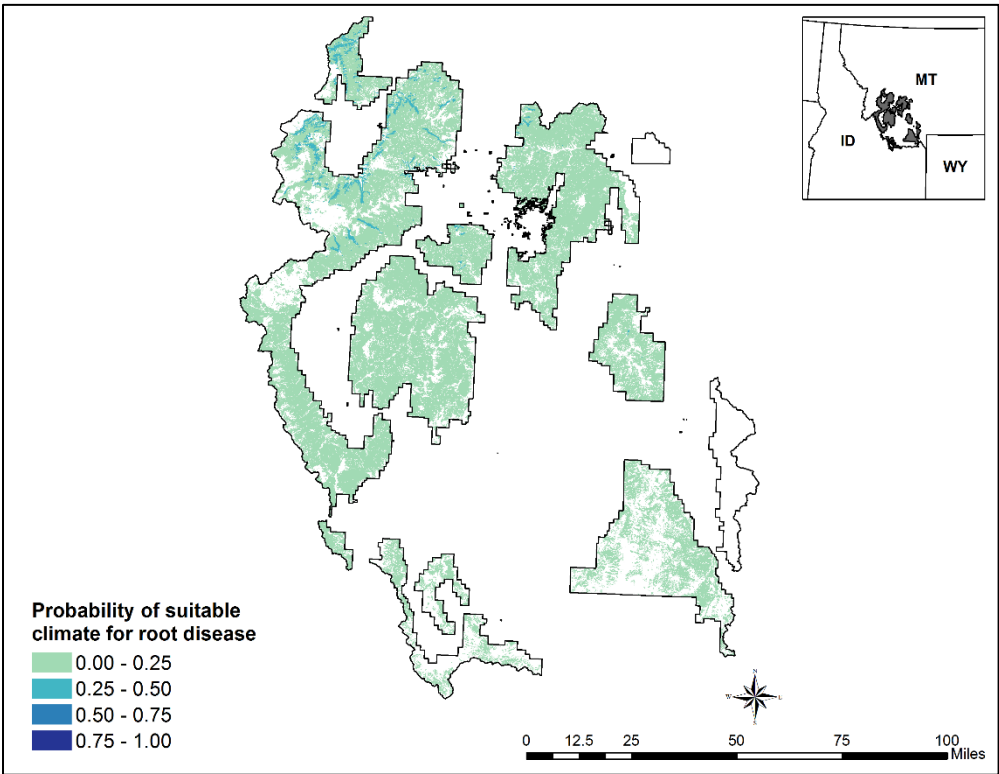 MT
ID
WY
Probability of suitable
climate for root disease
0.00 - 0.25
0.25 - 0.50
0.50 - 0.75
0.75 - 1.00
N
W
E
S
0 12.5 25 50 75 100
Miles